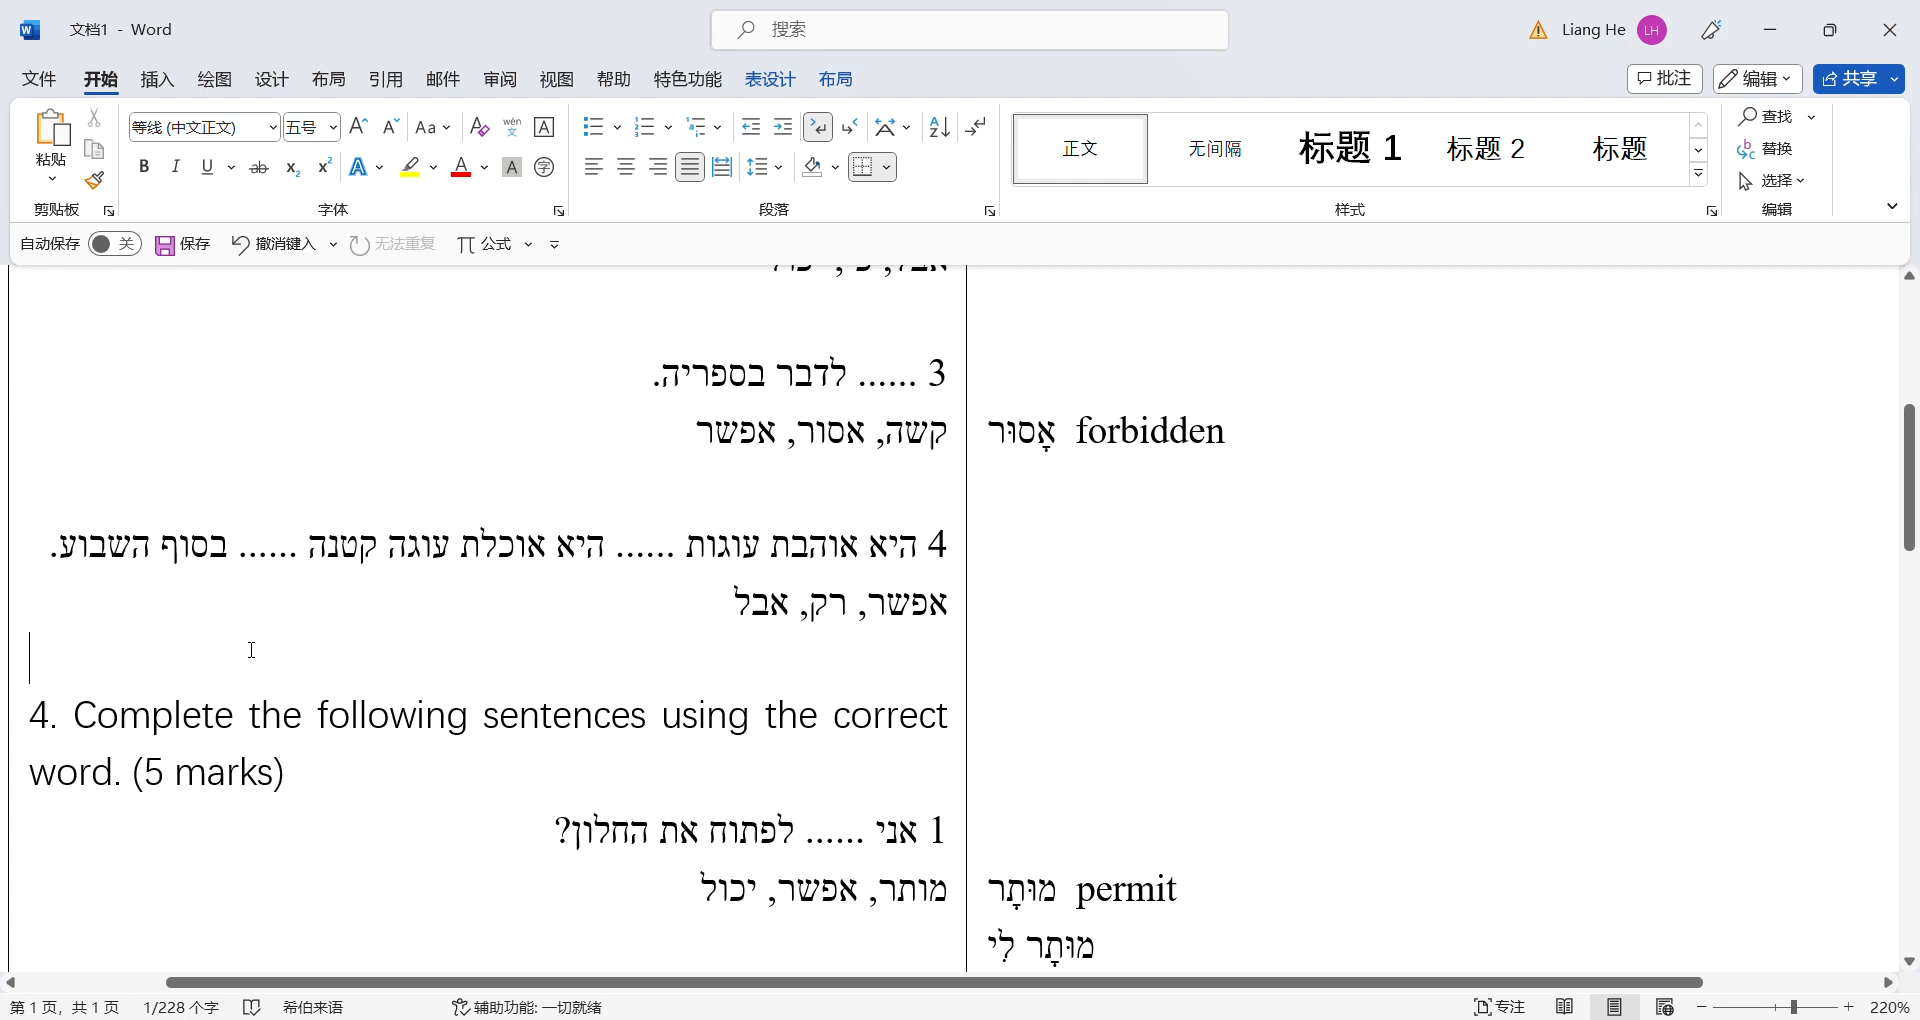 文档1 - Word
搜索
Liang He
LH
文件 开始 插入 绘图 设计 布局 引用 邮件 审阅 视图 帮助 特色功能 表设计 布局
批注 编辑 共享
粘贴
等线 (中文正文) 五号
正文 无间隔 标题 1 标题 2 标题
查找
替换
选择
剪贴板 字体 段落 样式 编辑
自动保存 关 保存 撤消键入 无法重复 公式
3 ...... לדבר בספריה.
קשה, אסור, אפשר
אָסוּר forbidden
4 היא אוהבת עוגות ...... היא אוכלת עוגה קטנה ...... בסוף השבוע.
אפשר, רק, אבל
4. Complete the following sentences using the correct
word. (5 marks)
1 אני ...... לפתוח את החלון?
מותר, אפשר, יכול
מוּתָר permit
מוּתָר לִי
第 1 页，共 1 页 1/228 个字 希伯来语 辅助功能: 一切就绪 专注 220%